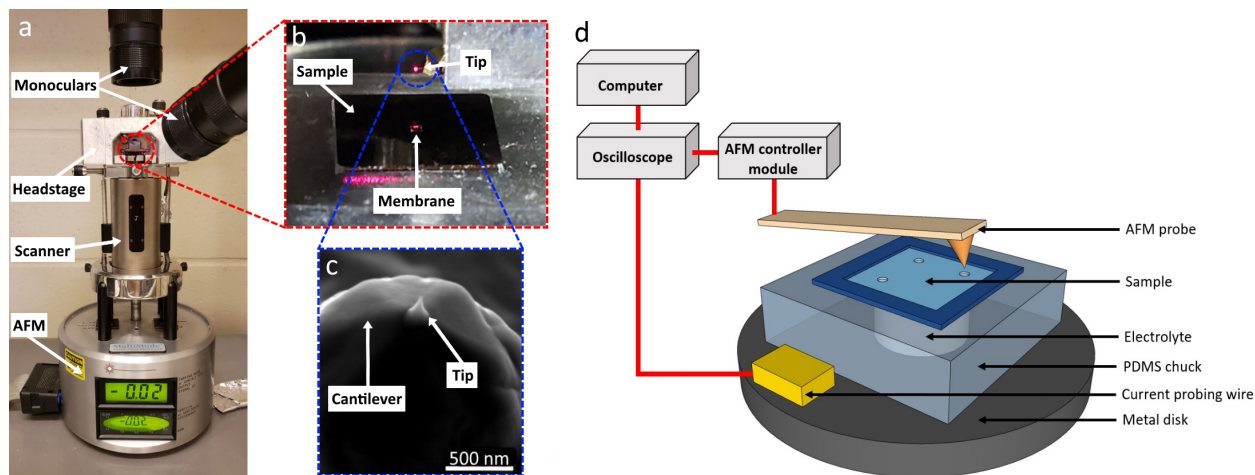 a
Monoculars
Headstage
Scanner
AFM
- 0.02
-0.02
b
Tip
Sample
Membrane
c
Cantilever
Tip
500 nm
d
Computer
Oscilloscope
AFM controller
module
AFM probe
Sample
Electrolyte
PDMS chuck
Current probing wire
Metal disk